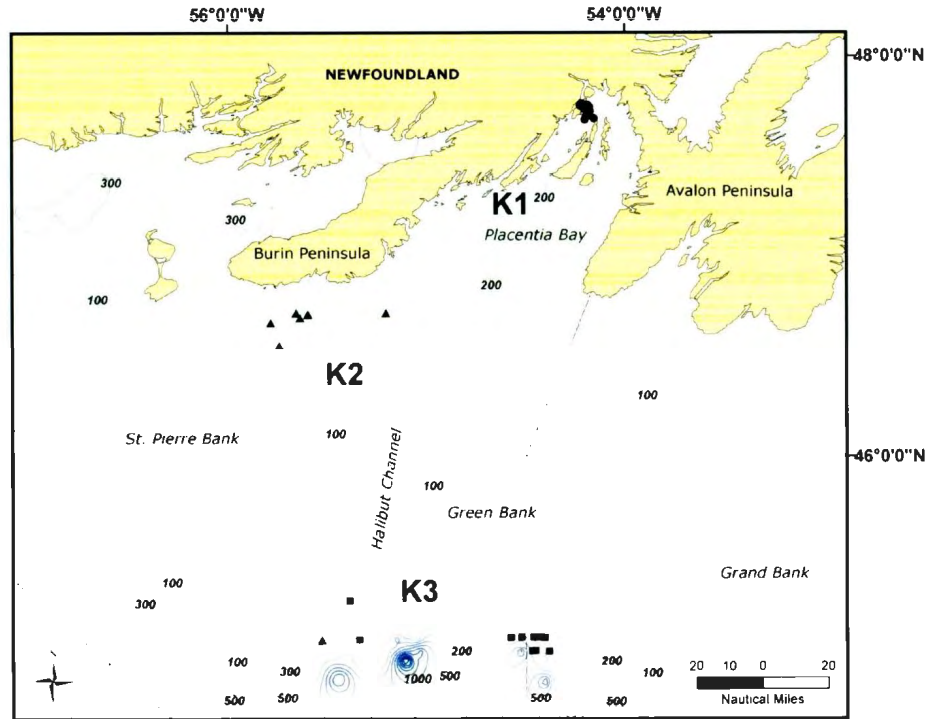 56°0'0"W
54°0'0"W
48°0'0"N
NEWFOUNDLAND
300
Avalon Peninsula
200
K1
300
Placentia Bay
Burin Peninsula
200
100
K2
100
St. Pierre Bank
100
Halibut Channel
46°0'0"N
100
Green Bank
Grand Bank
100
K3
300
200
100
200
300
100
1000
500
20 10 0 20
Nautical Miles
500
500
500
500